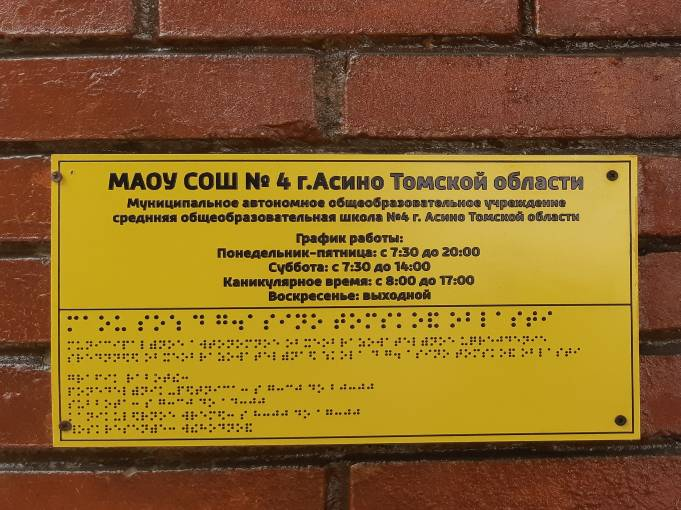 МАОУ СОШ № 4 г.Асино Томской области
Муниципальное автономное общеобразовательное учреждение
средняя общеобразовательная школа №4 г. Асино Томской области
График работы:
Понедельник-пятница: с 7:30 до 20:00
Суббота: с 7:30 до 14:00
Каникулярное время: с 8:00 до 17:00
Воскресенье: выходной